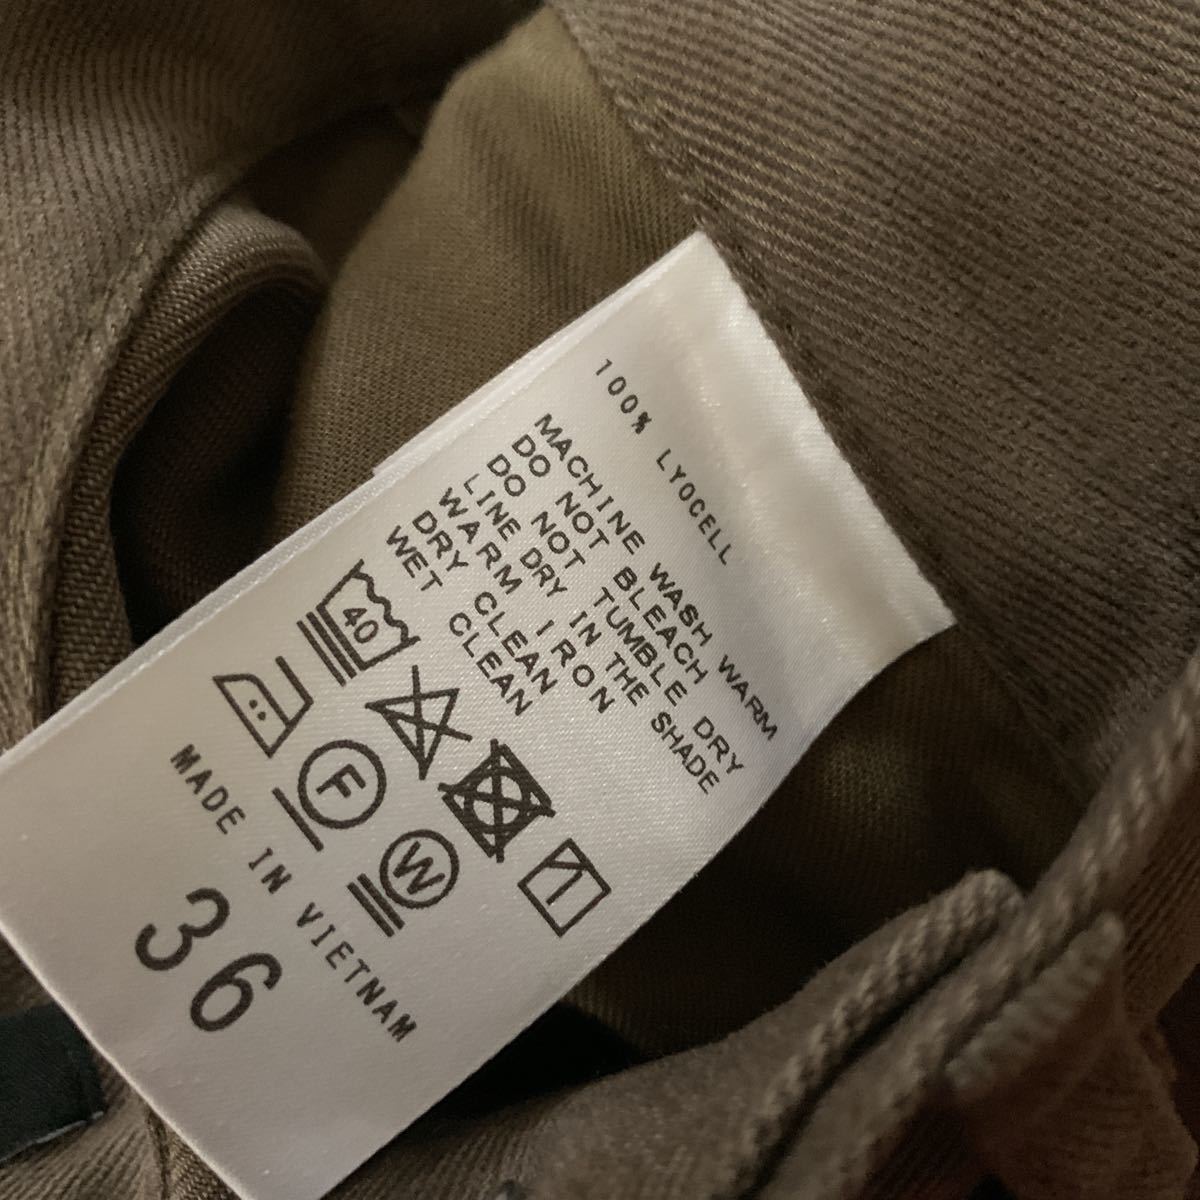 100% LYOCELL
MACHINE WASH WARM
DO NOT BLEACH
DO NOT TUMBLE DRY
LINE DRY IN THE SHADE
WARM IRON
DRY CLEAN
WET CLEAN
40
F
W
MADE IN VIETNAM
36